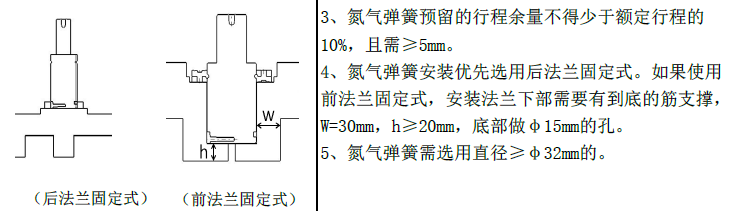 3、氮气弹簧预留的行程余量不得少于额定行程的
10%，且需≥5mm。
4、氮气弹簧安装优先选用后法兰固定式。如果使用
前法兰固定式，安装法兰下部需要有到底的筋支撑，
W=30mm，h≥20mm，底部做φ15mm的孔。
5、氮气弹簧需选用直径≥φ32mm的。
W
h
（后法兰固定式）
（前法兰固定式）